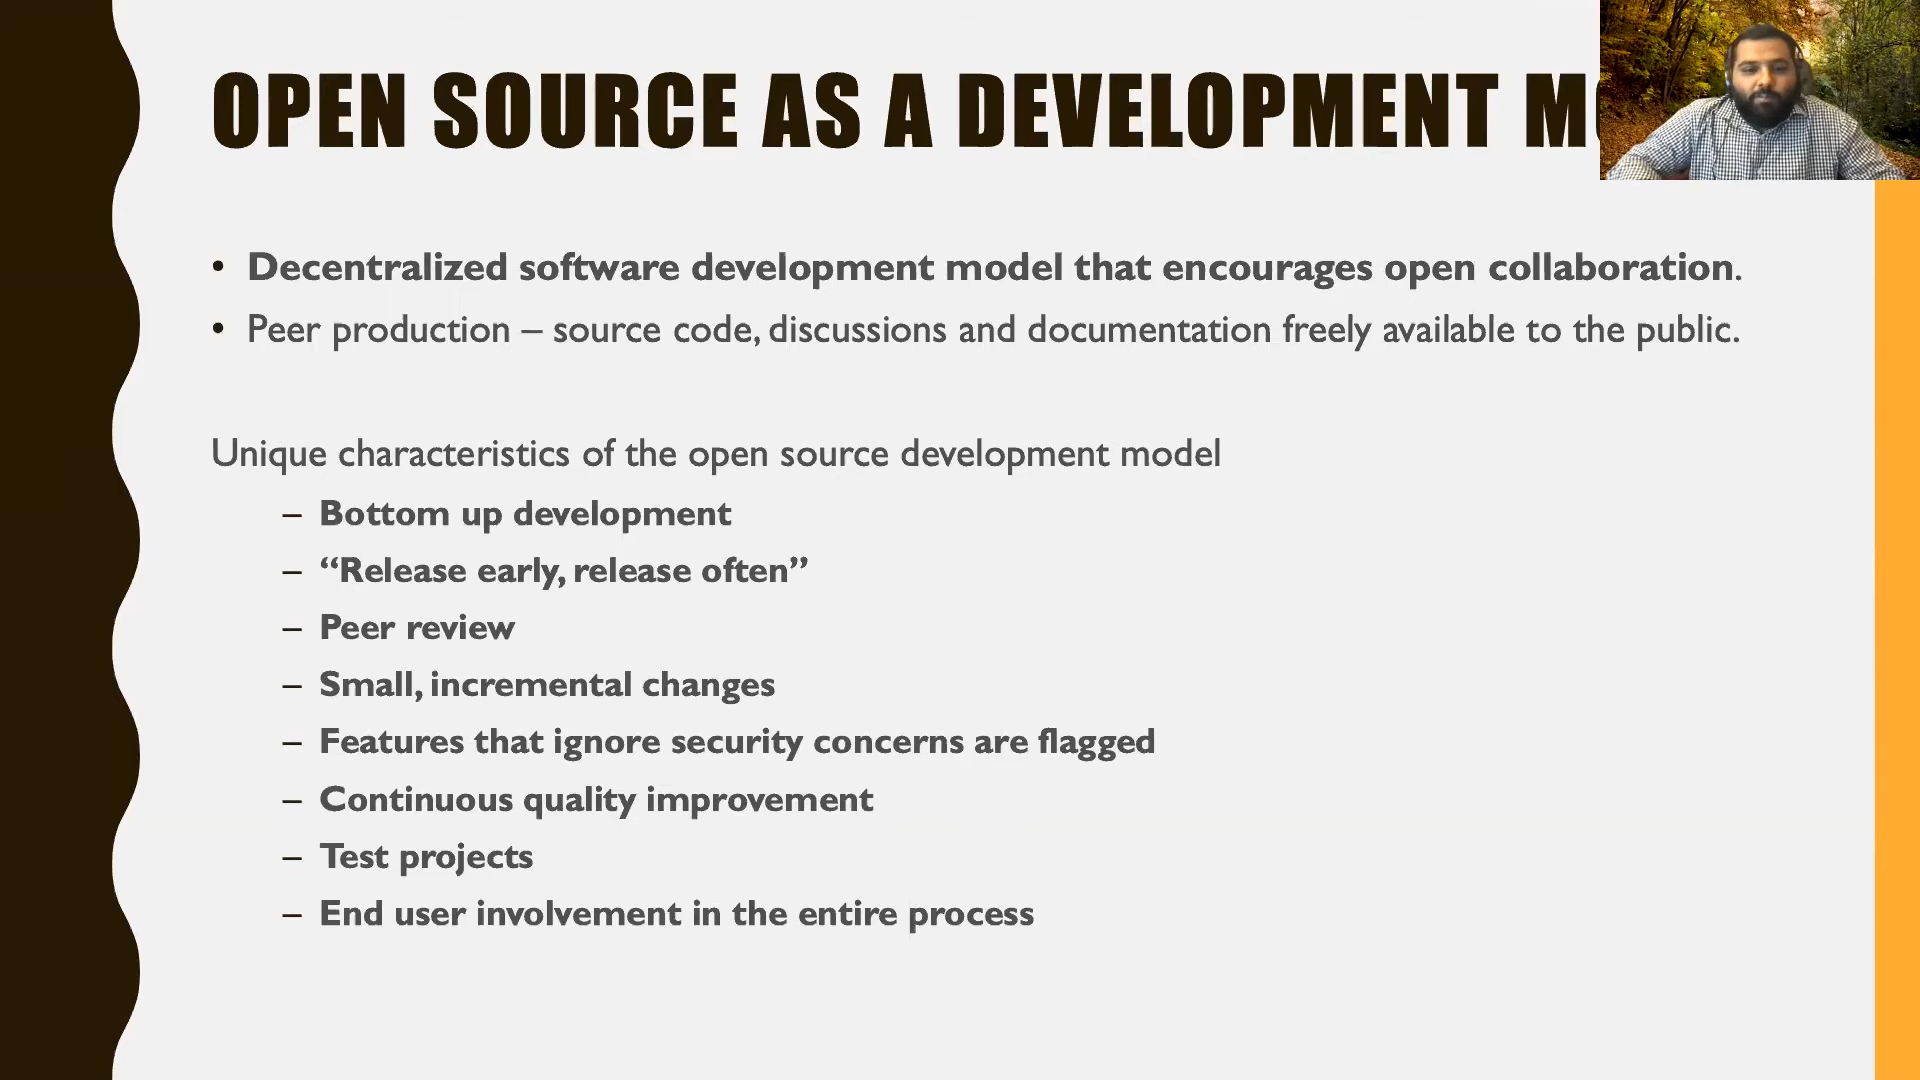 OPEN SOURCE AS A DEVELOPMENT
• Decentralized software development model that encourages open collaboration.
• Peer production – source code, discussions and documentation freely available to the public.
Unique characteristics of the open source development model
– Bottom up development
– “Release early, release often”
– Peer review
– Small, incremental changes
– Features that ignore security concerns are flagged
– Continuous quality improvement
– Test projects
– End user involvement in the entire process